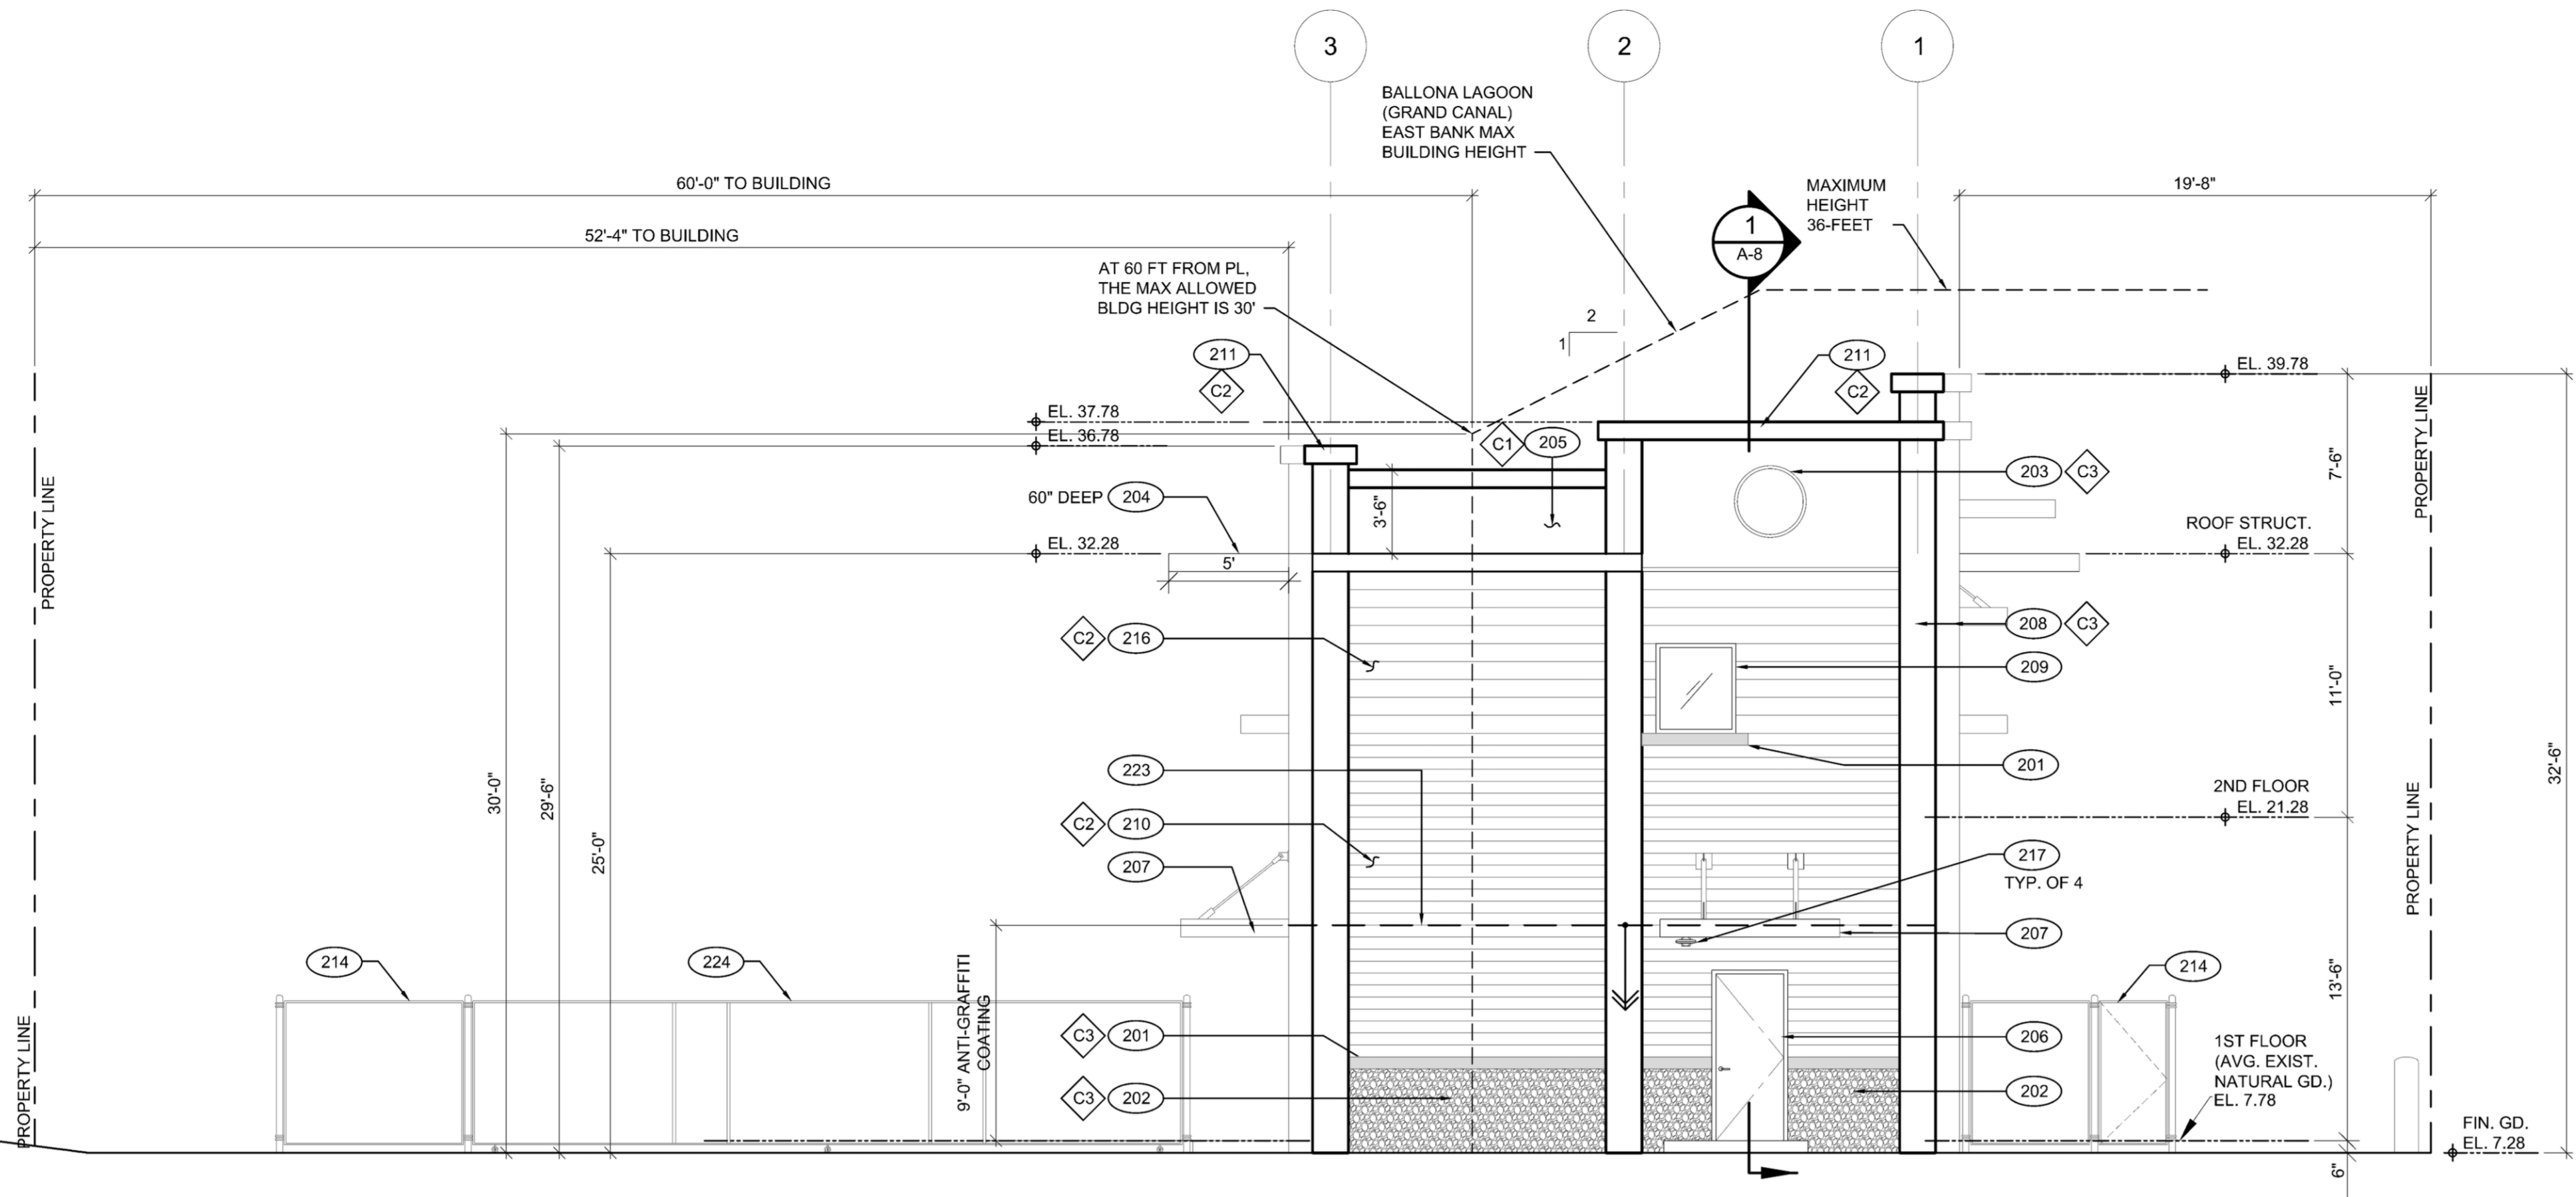 3
2
1
BALLONA LAGOON
(GRAND CANAL)
EAST BANK MAX
BUILDING HEIGHT
60'-0" TO BUILDING
MAXIMUM
HEIGHT
36-FEET
19'-8"
52'-4" TO BUILDING
1
A-8
AT 60 FT FROM PL,
THE MAX ALLOWED
BLDG HEIGHT IS 30'
2
1
211
C2
211
C2
EL. 39.78
EL. 37.78
EL. 36.78
C1
205
203
C3
7'-6"
PROPERTY LINE
PROPERTY LINE
60" DEEP
204
3'-6"
ROOF STRUCT.
EL. 32.28
EL. 32.28
5'
C2
216
208
C3
209
11'-0"
223
201
30'-0"
29'-6"
25'-0"
32'-6"
2ND FLOOR
EL. 21.28
C2
210
207
217
TYP. OF 4
PROPERTY LINE
207
214
224
9'-0" ANTI-GRAFFITI
COATING
214
13'-6"
C3
201
206
PROPERTY LINE
C3
202
202
1ST FLOOR
(AVG. EXIST.
NATURAL GD.)
EL. 7.78
FIN. GD.
EL. 7.28
6"